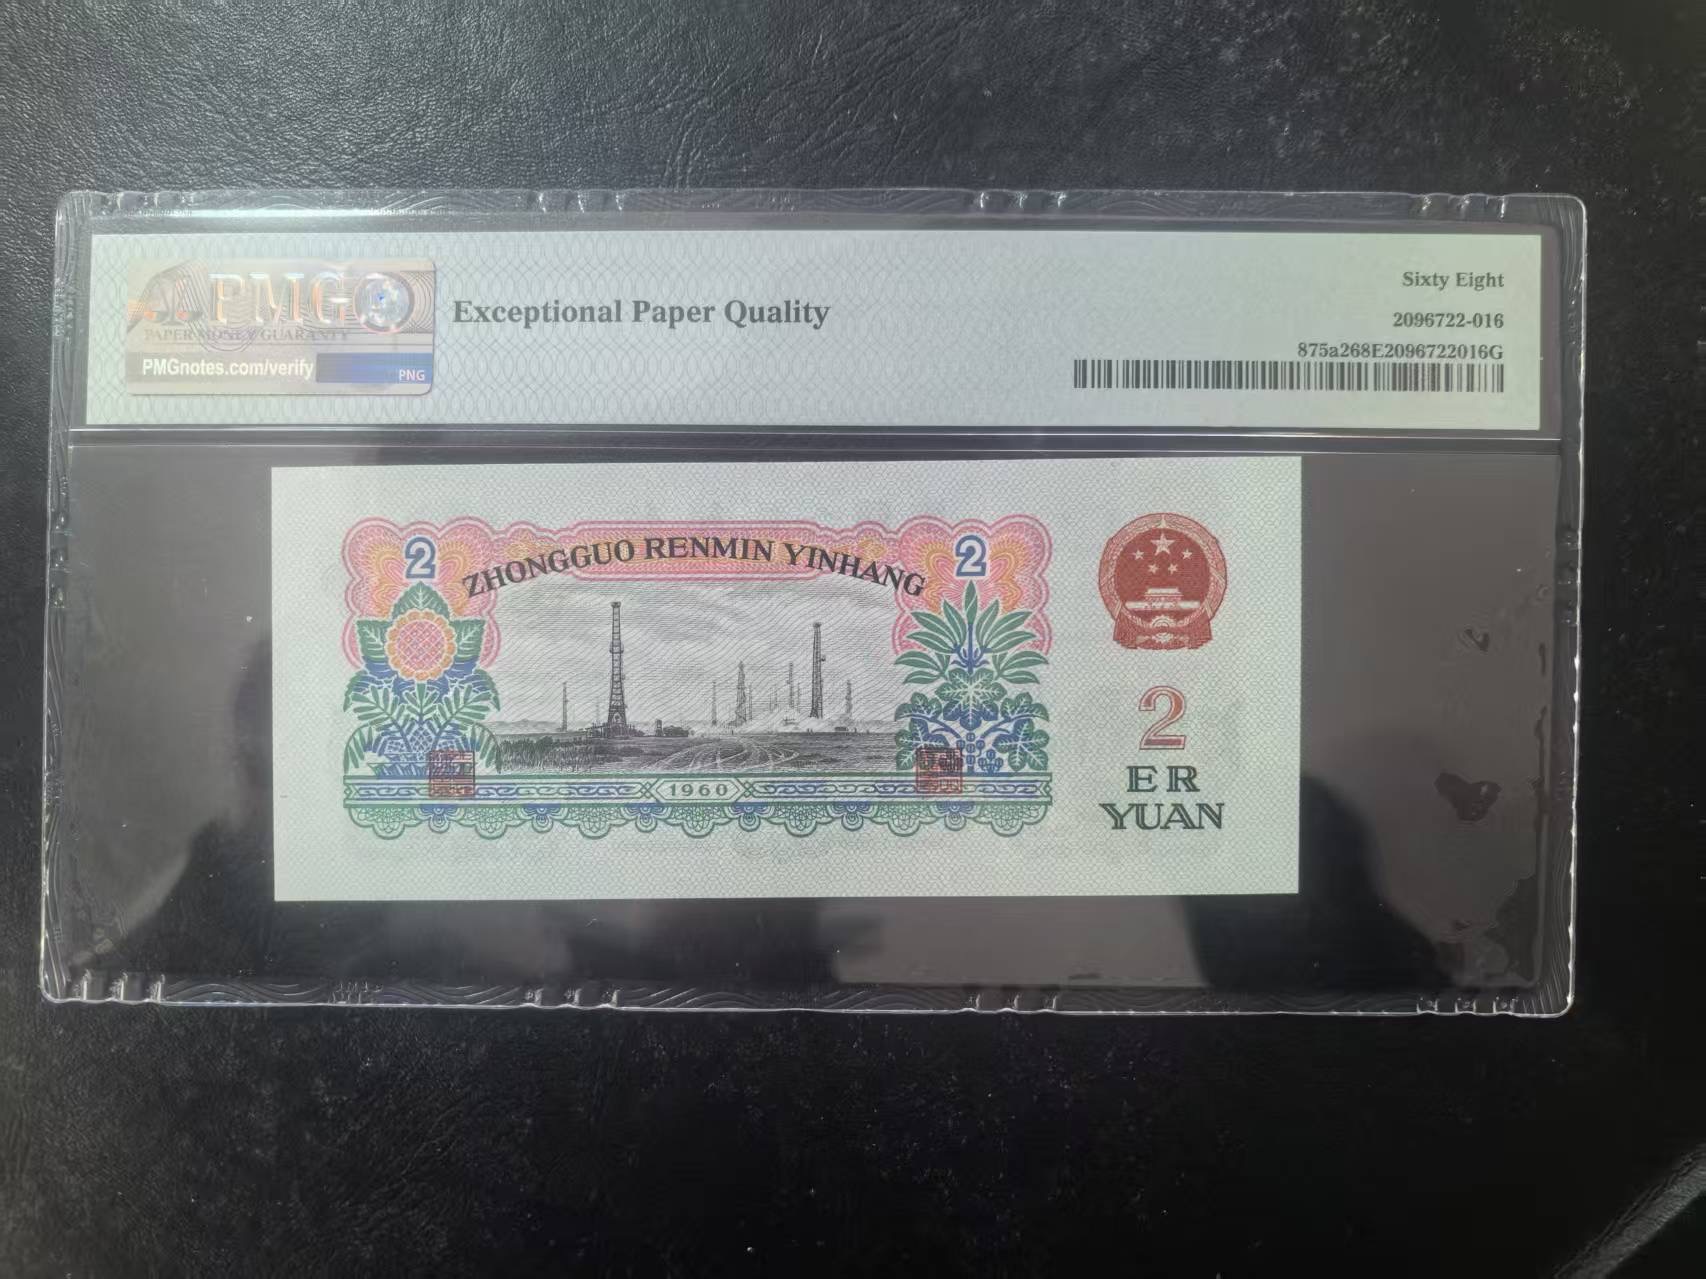 PMG
PAPER MONEY GUARANTY
PMGnotes.com/verify
PNG
Exceptional Paper Quality
Sixty Eight
2096722-016
875a268E2096722016G
2
ZHONGGUO RENMIN YINHANG
2
1960
2
ER
YUAN